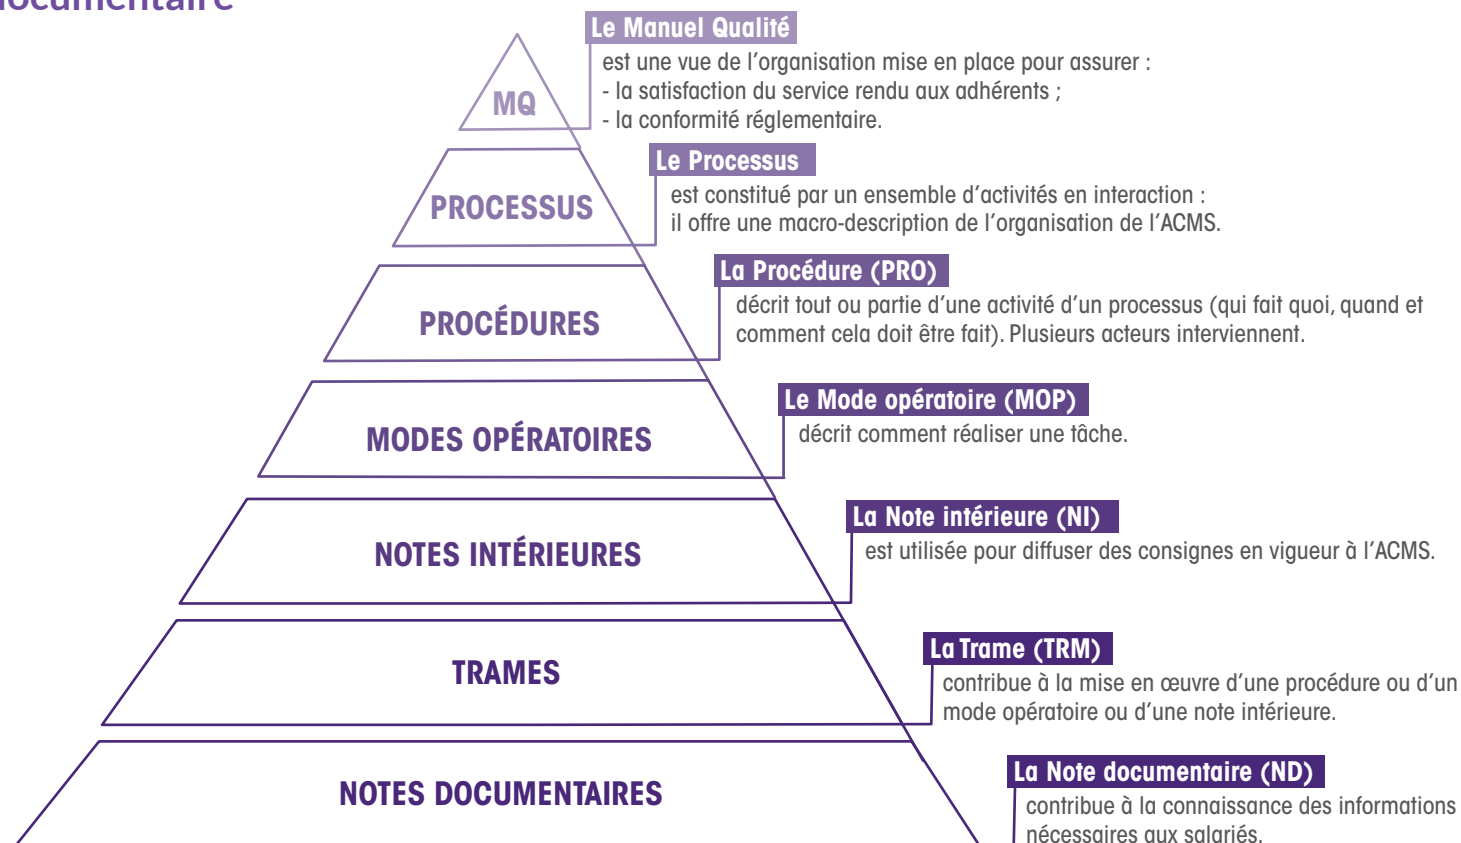 documentaire
Le Manuel Qualité
est une vue de l’organisation mise en place pour assurer :
- la satisfaction du service rendu aux adhérents ;
- la conformité réglementaire.
MQ
Le Processus
est constitué par un ensemble d’activités en interaction :
il offre une macro-description de l’organisation de l’ACMS.
PROCESSUS
La Procédure (PRO)
décrit tout ou partie d’une activité d’un processus (qui fait quoi, quand et
comment cela doit être fait). Plusieurs acteurs interviennent.
PROCÉDURES
Le Mode opératoire (MOP)
décrit comment réaliser une tâche.
MODES OPÉRATOIRES
La Note intérieure (NI)
est utilisée pour diffuser des consignes en vigueur à l’ACMS.
NOTES INTÉRIEURES
La Trame (TRM)
contribue à la mise en œuvre d’une procédure ou d’un
mode opératoire ou d’une note intérieure.
TRAMES
La Note documentaire (ND)
contribue à la connaissance des informations
nécessaires aux salariés.
NOTES DOCUMENTAIRES